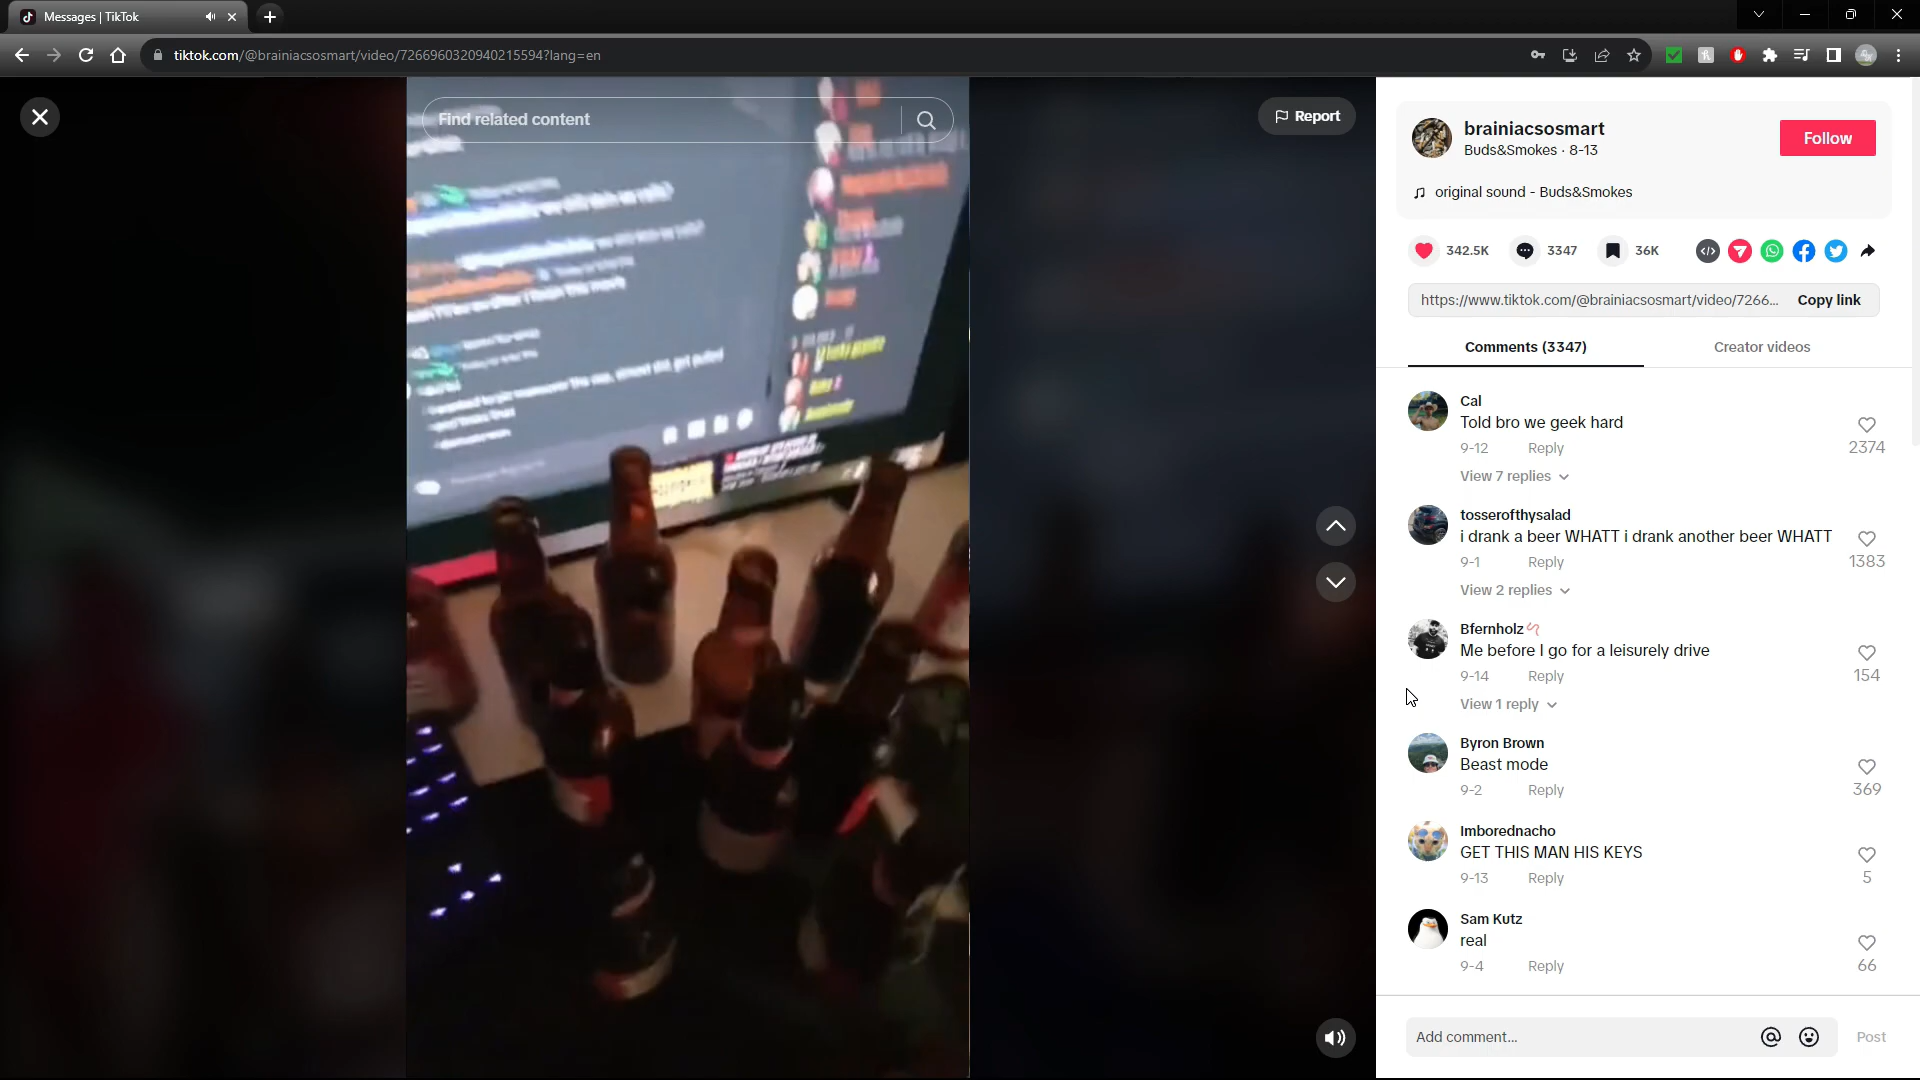 Messages | TikTok
tiktok.com/@brainiacsosmart/video/7266960320940215594?lang=en
Find related content
Report
brainiacsosmart
Buds&Smokes · 8-13
Follow
original sound - Buds&Smokes
342.5K
3347
36K
https://www.tiktok.com/@brainiacsosmart/video/7266...
Copy link
Comments (3347)
Creator videos
Cal
Told bro we geek hard
9-12 Reply
2374
View 7 replies
tosserofthysalad
i drank a beer WHATT i drank another beer WHATT
9-1 Reply
1383
View 2 replies
Bfernholz
Me before I go for a leisurely drive
9-14 Reply
154
View 1 reply
Byron Brown
Beast mode
9-2 Reply
369
Imborednacho
GET THIS MAN HIS KEYS
9-13 Reply
5
Sam Kutz
real
9-4 Reply
66
Add comment...
Post